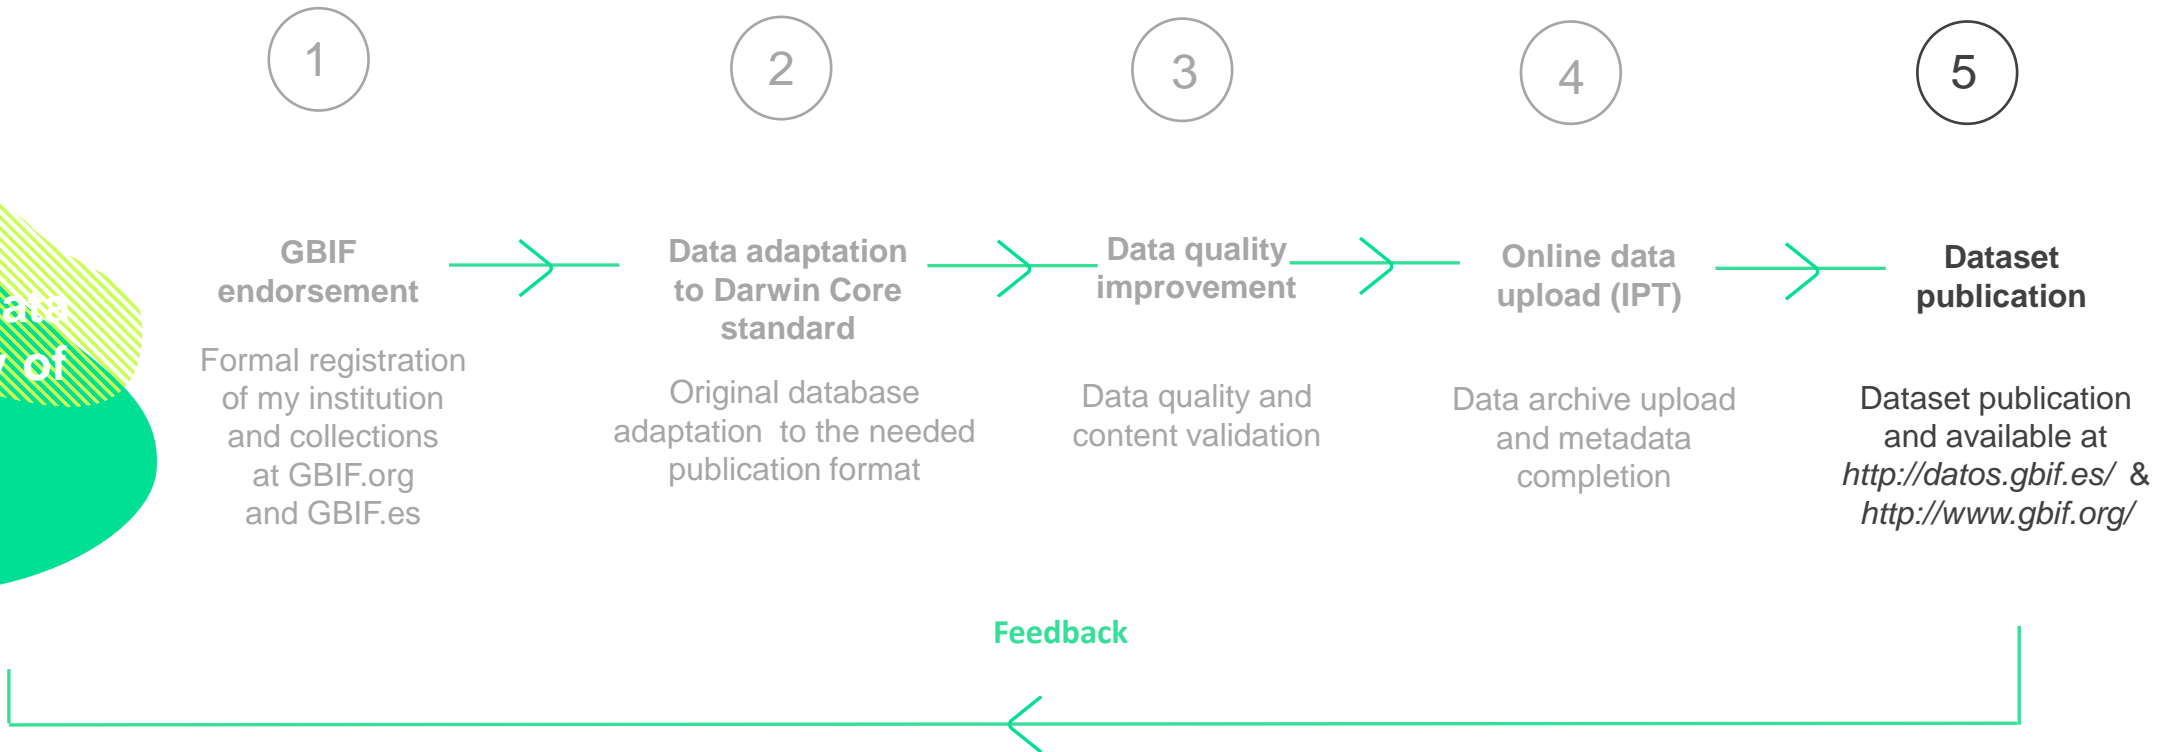 1
2
3
4
5
GBIF
endorsement
Formal registration
of my institution
and collections
at GBIF.org
and GBIF.es
Data adaptation
to Darwin Core
standard
Original database
adaptation to the needed
publication format
Data quality
improvement
Data quality and
content validation
Online data
upload (IPT)
Data archive upload
and metadata
completion
Dataset
publication
Dataset publication
and available at
http://datos.gbif.es/ &
http://www.gbif.org/
of
Feedback